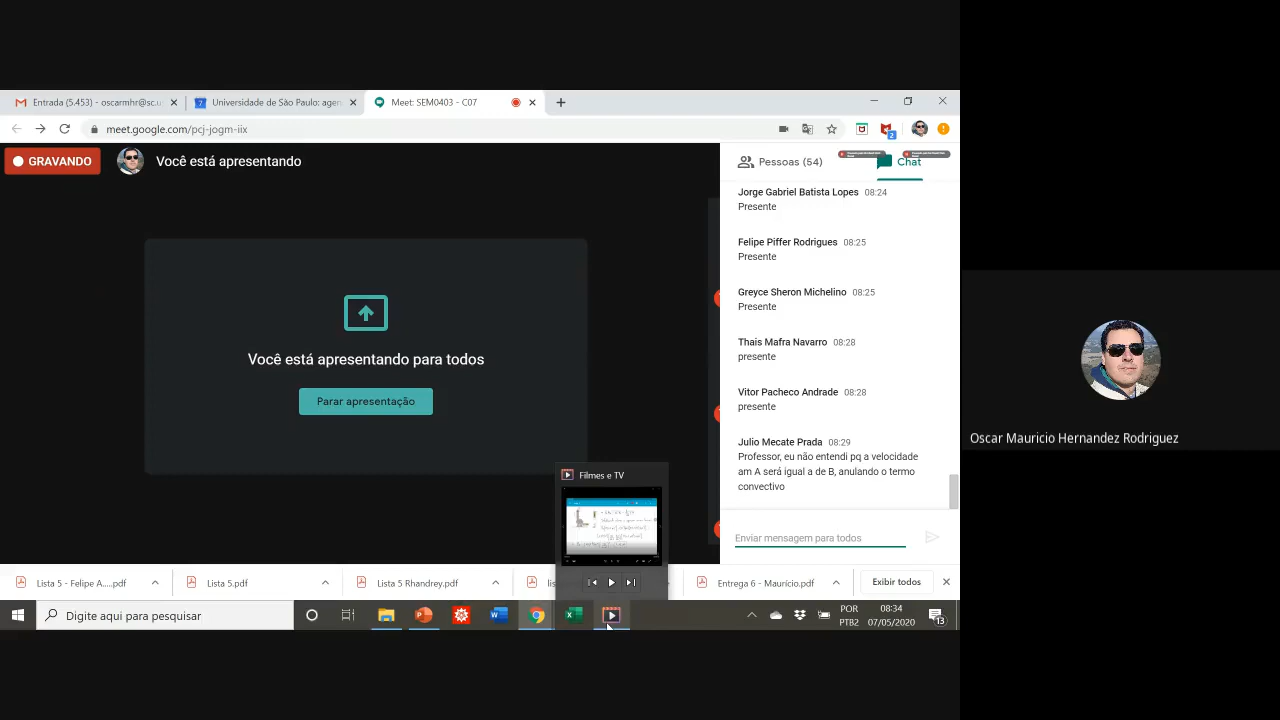 Entrada (5.453) - oscarmhr@sc.u
Universidade de São Paulo: agen
Meet: SEM0403 - C07
meet.google.com/pcj-jogm-iix
2
GRAVANDO
Você está apresentando
Pessoas (54)
Chat
Jorge Gabriel Batista Lopes 08:24
Presente
Felipe Piffer Rodrigues 08:25
Presente
Greyce Sheron Michelino 08:25
Presente
Thais Mafra Navarro 08:28
presente
Vitor Pacheco Andrade 08:28
presente
Julio Mecate Prada 08:29
Professor, eu não entendi pq a velocidade
am A será igual a de B, anulando o termo
convectivo
Você está apresentando para todos
Parar apresentação
Filmes e TV
Enviar mensagem para todos
Oscar Mauricio Hernandez Rodriguez
Lista 5 - Felipe A.....pdf
Lista 5.pdf
Lista 5 Rhandrey.pdf
Entrega 6 - Maurício.pdf
Exibir todos
Digite aqui para pesquisar
POR
PTB2
08:34
07/05/2020
13